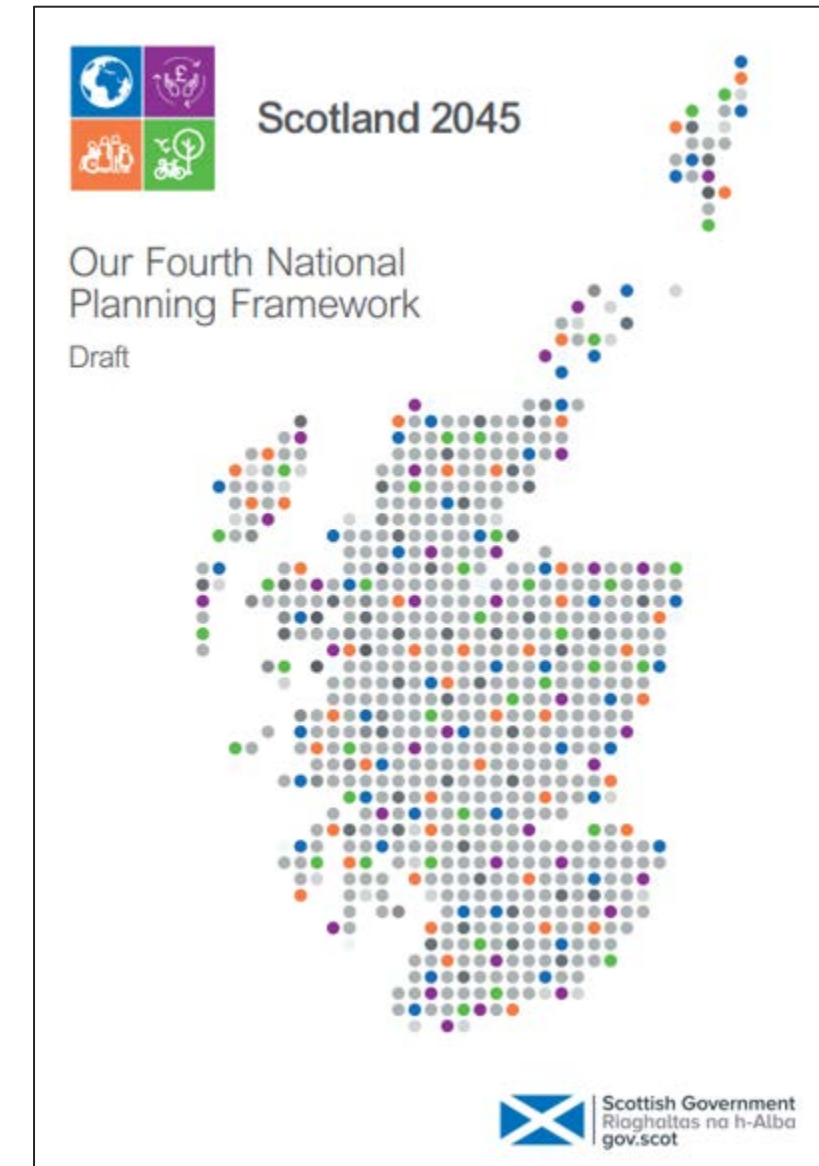 £
Scotland 2045
Our Fourth National
Planning Framework
Draft
Scottish Government
Riaghaltas na h-Alba
gov.scot